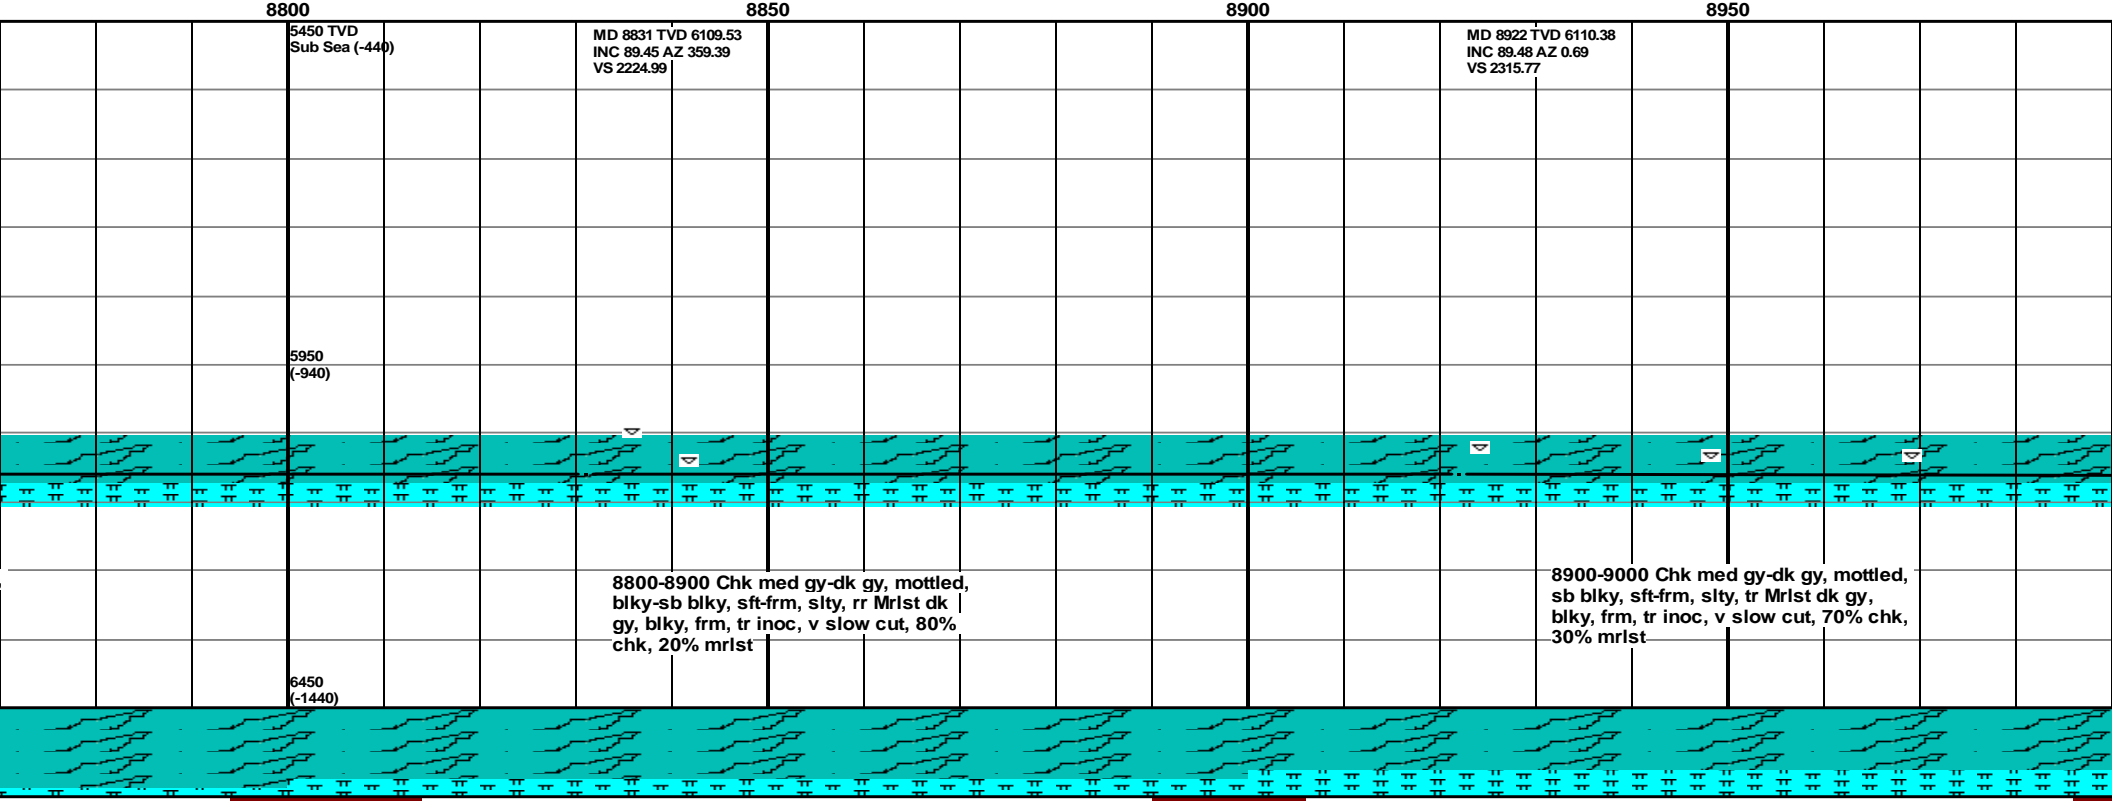 8800 8850 8900 8950
5450 TVD
Sub Sea (-440)
MD 8831 TVD 6109.53
INC 89.45 AZ 359.39
VS 2224.99
MD 8922 TVD 6110.38
INC 89.48 AZ 0.69
VS 2315.77
5950
(-940)
8800-8900 Chk med gy-dk gy, mottled,
blky-sb blky, sft-frm, slty, rr Mrlst dk
gy, blky, frm, tr inoc, v slow cut, 80%
chk, 20% mrlst
8900-9000 Chk med gy-dk gy, mottled,
sb blky, sft-frm, slty, tr Mrlst dk gy,
blky, frm, tr inoc, v slow cut, 70% chk,
30% mrlst
6450
(-1440)